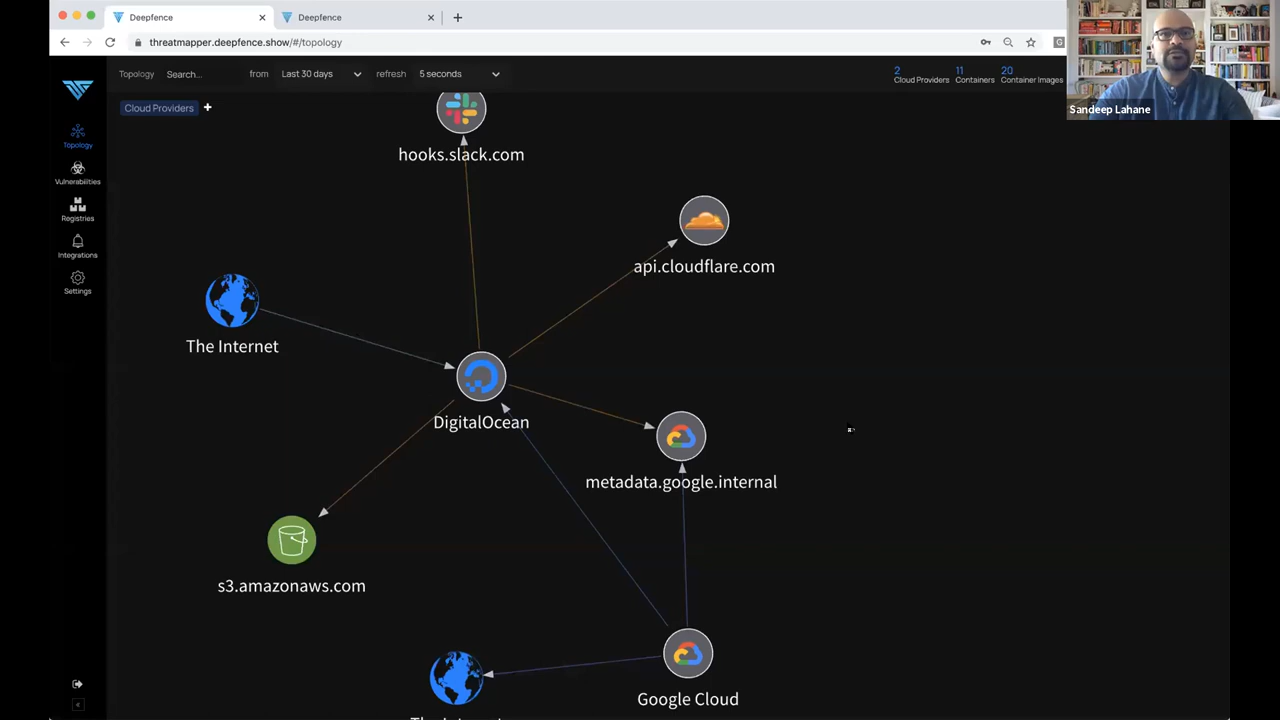 Deepfence
Deepfence
threatmapper.deepfence.show/#/topology
Topology Search... from Last 30 days refresh 5 seconds
2 Cloud Providers
11 Containers
20 Container Images
Sandeep Lahane
Cloud Providers +
Topology
Vulnerabilities
Registries
Integrations
Settings
hooks.slack.com
api.cloudflare.com
The Internet
DigitalOcean
metadata.google.internal
s3.amazonaws.com
Google Cloud
The Internet